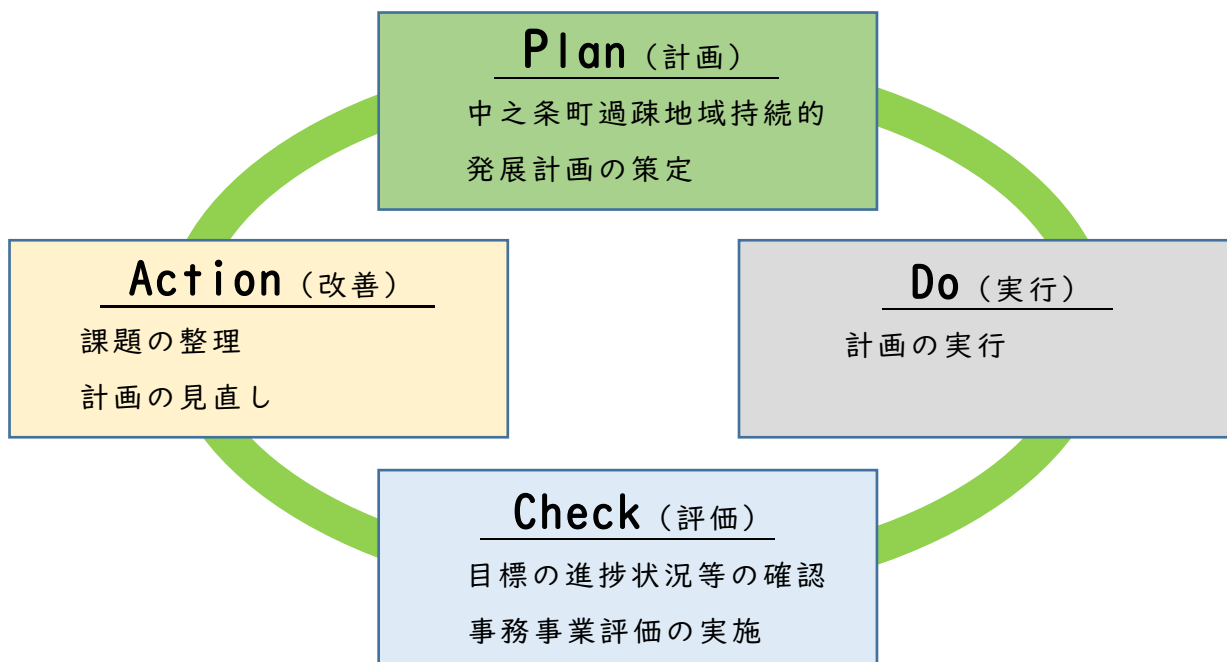 Plan（計画）
中之条町過疎地域持続的
発展計画の策定
Action（改善）
課題の整理
計画の見直し
Do（実行）
計画の実行
Check（評価）
目標の進捗状況等の確認
事務事業評価の実施